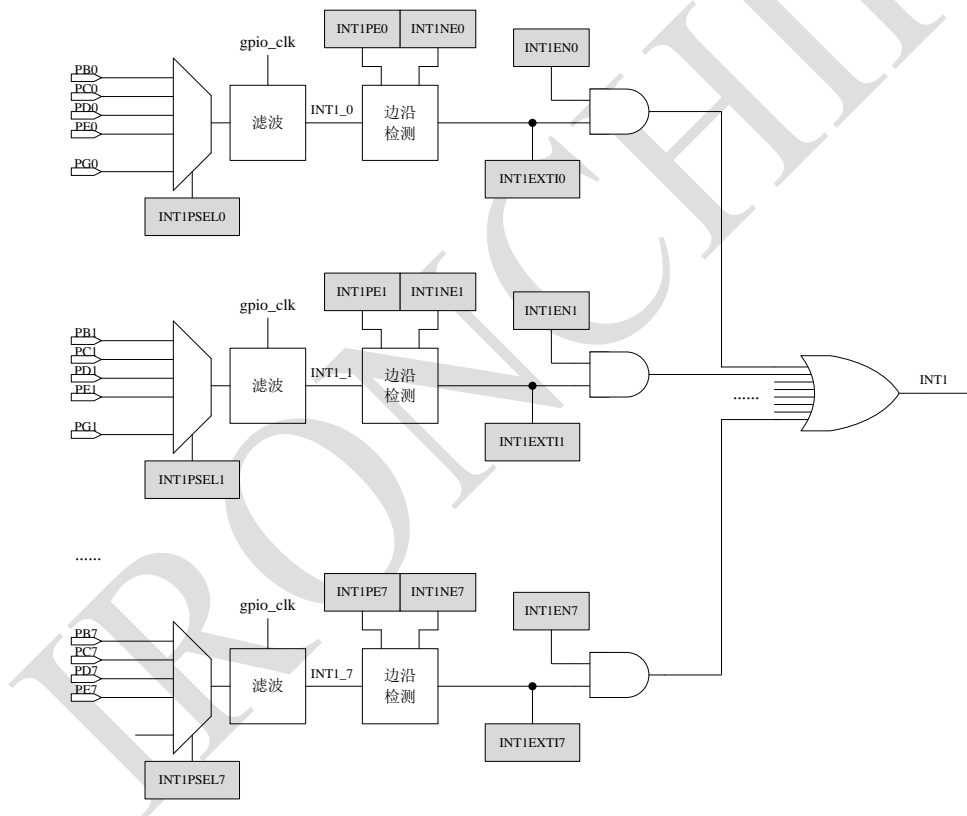 INT1PE0 INT1NE0
gpio_clk
INT1EN0
PB0
PC0
PD0
PE0
PG0
滤波
INT1_0
边沿
检测
INT1EXTI0
INT1PSEL0
INT1PE1 INT1NE1
gpio_clk
INT1EN1
PB1
PC1
PD1
PE1
PG1
滤波
INT1_1
边沿
检测
INT1EXTI1
INT1PSEL1
......
INT1
......
INT1PE7 INT1NE7
gpio_clk
INT1EN7
PB7
PC7
PD7
PE7
滤波
INT1_7
边沿
检测
INT1EXTI7
INT1PSEL7
IRONCHI